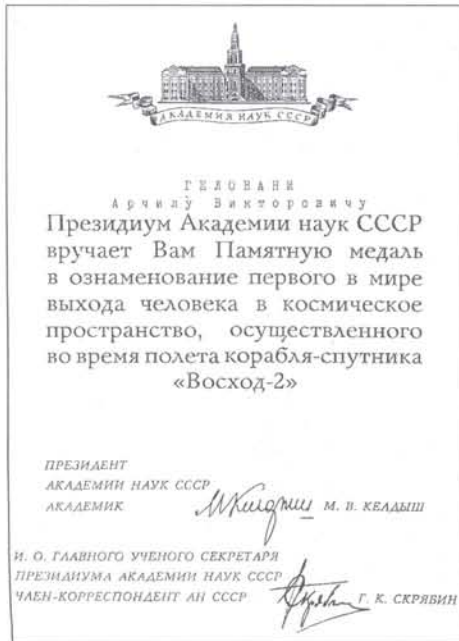 АКАДЕМИЯ НАУК СССР
ГЕЛОВАНИ
Арчилу Викторовичу
Президиум Академии наук СССР
вручает Вам Памятную медаль
в ознаменование первого в мире
выхода человека в космическое
пространство, осуществленного
во время полета корабля-спутника
«Восход-2»
ПРЕЗИДЕНТ
АКАДЕМИИ НАУК СССР
АКАДЕМИК М. В. КЕЛДЫШ
И. О. ГЛАВНОГО УЧЕНОГО СЕКРЕТАРЯ
ПРЕЗИДИУМА АКАДЕМИИ НАУК СССР
ЧЛЕН-КОРРЕСПОНДЕНТ АН СССР Г. К. СКРЯБИН